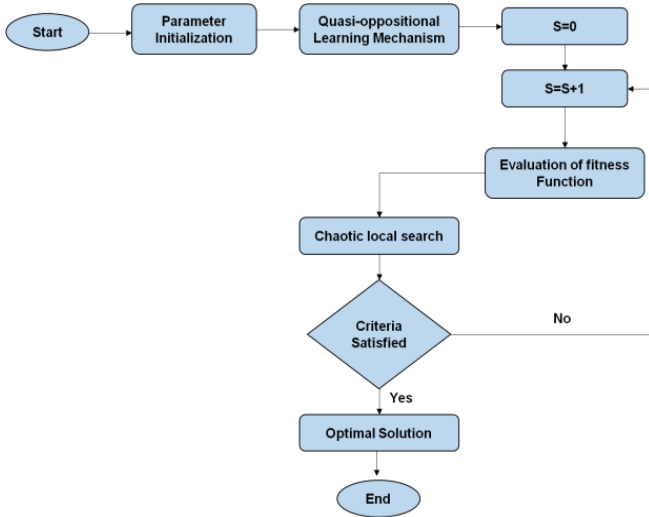 Start
Parameter
Initialization
Quasi-oppositional
Learning Mechanism
S=0
S=S+1
Evaluation of fitness
Function
Chaotic local search
Criteria
Satisfied
No
Yes
Optimal Solution
End